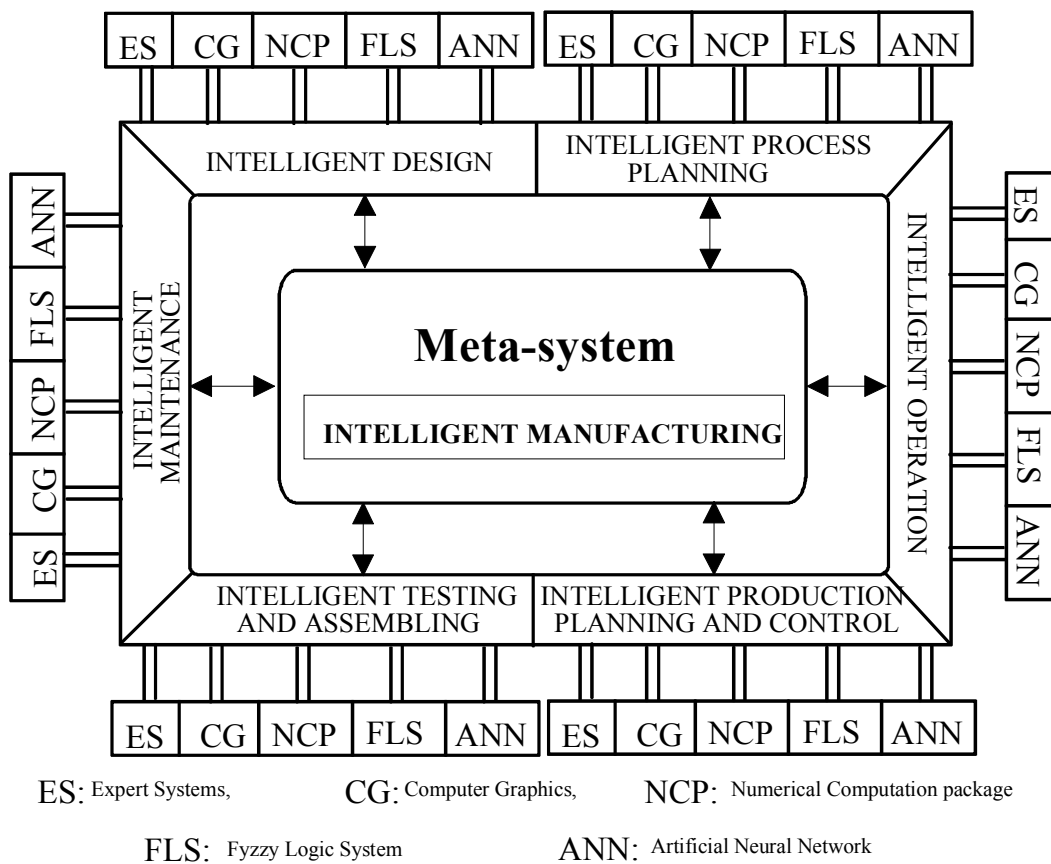 ES CG NCP FLS ANN ES CG NCP FLS ANN
INTELLIGENT DESIGN
INTELLIGENT PROCESS
PLANNING
ANN
FLS
NCP
CG
ES
INTELLIGENT
MAINTENANCE
Meta-system
INTELLIGENT MANUFACTURING
INTELLIGENT OPERATION
ES
CG
NCP
FLS
ANN
INTELLIGENT TESTING
AND ASSEMBLING
INTELLIGENT PRODUCTION
PLANNING AND CONTROL
ES CG NCP FLS ANN ES CG NCP FLS ANN
ES: Expert Systems, CG: Computer Graphics, NCP: Numerical Computation package
FLS: Fyzzy Logic System ANN: Artificial Neural Network